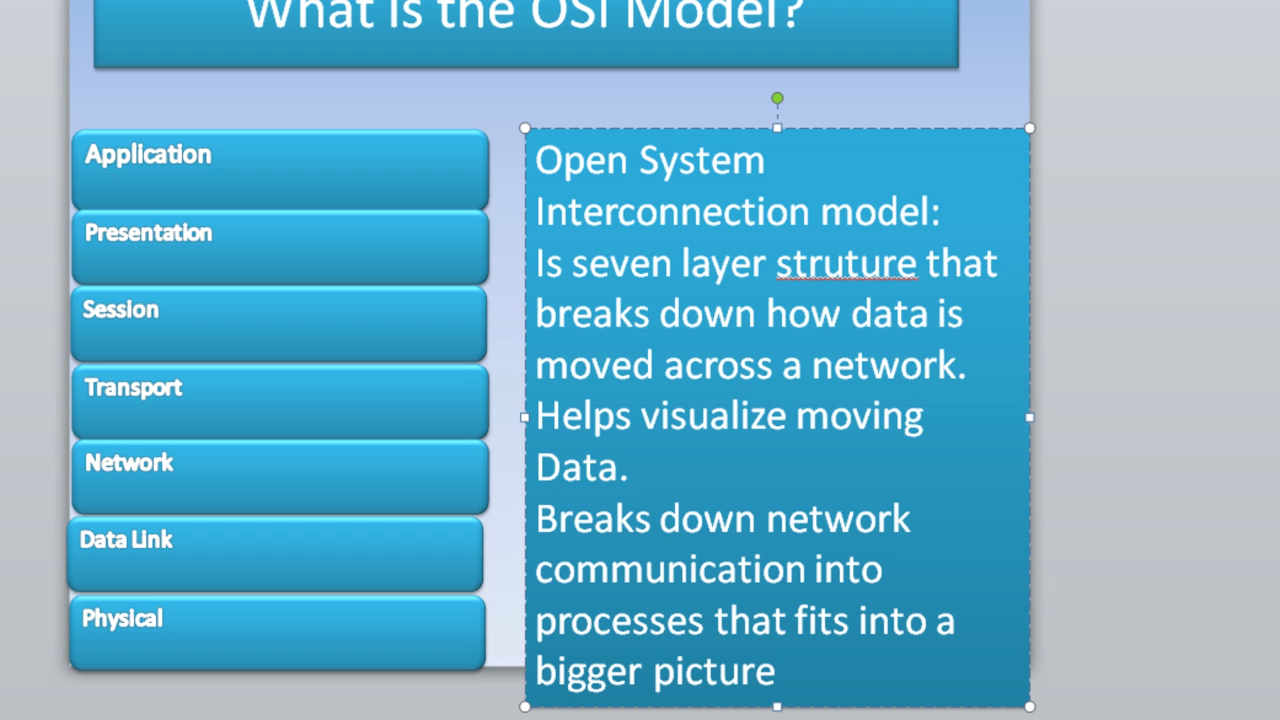 What is the OSI Model?
Application
Presentation
Session
Transport
Network
Data Link
Physical
Open System
Interconnection model:
Is seven layer struture that
breaks down how data is
moved across a network.
Helps visualize moving
Data.
Breaks down network
communication into
processes that fits into a
bigger picture